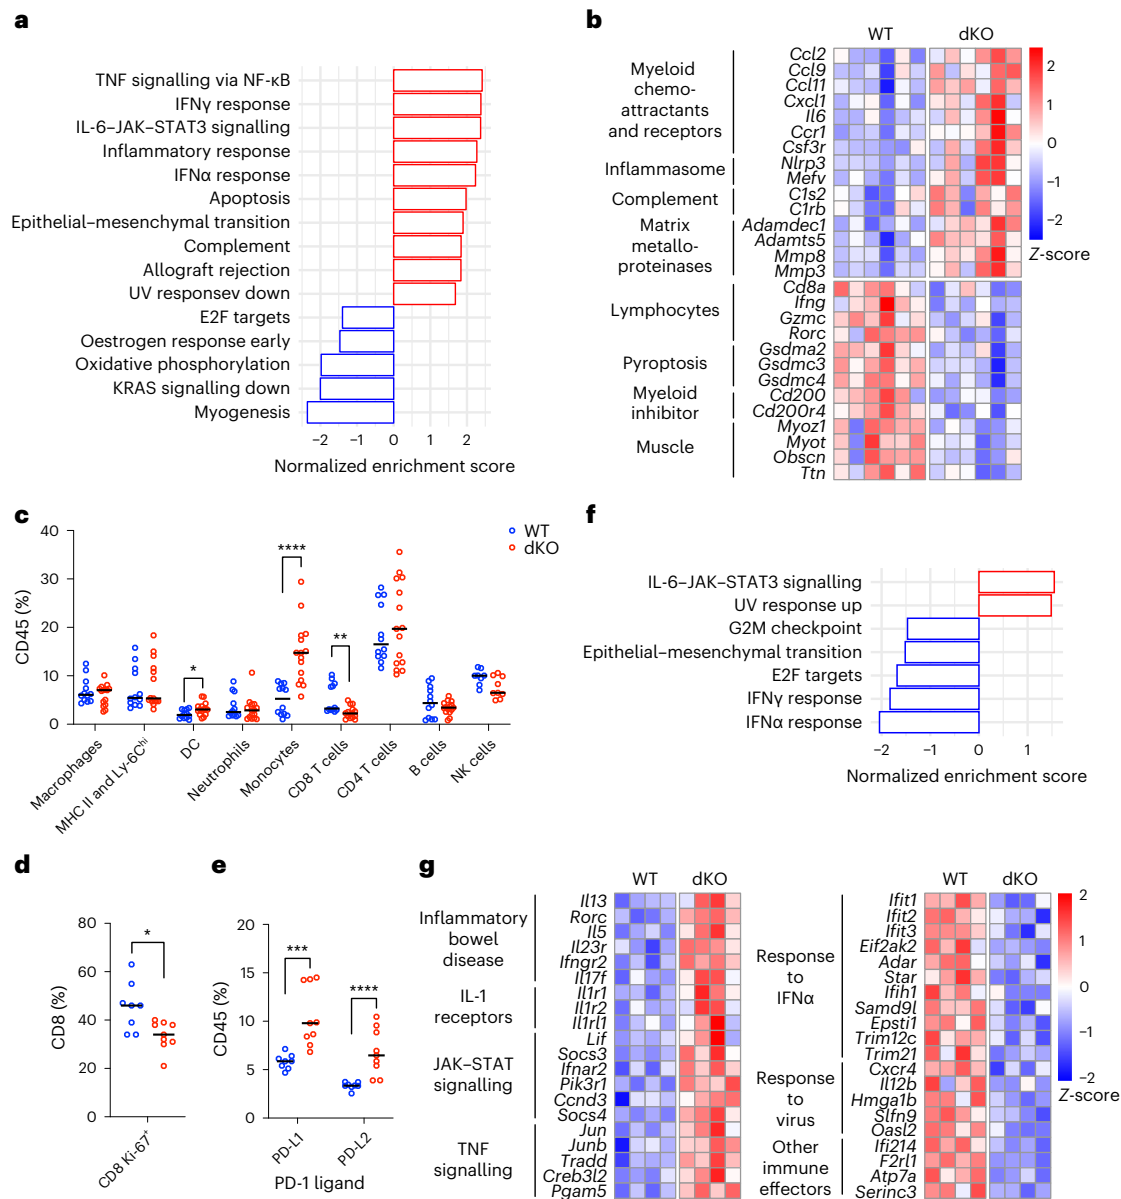 a
TNF signalling via NF-κB
IFNγ response
IL-6–JAK–STAT3 signalling
Inflammatory response
IFNα response
Apoptosis
Epithelial–mesenchymal transition
Complement
Allograft rejection
UV responsev down
E2F targets
Oestrogen response early
Oxidative phosphorylation
KRAS signalling down
Myogenesis
−2 −1 0 1 2
Normalized enrichment score
b
WT dKO
Myeloid
chemo-
attractants
and receptors
Inflammasome
Complement
Matrix
metallo-
proteinases
Lymphocytes
Pyroptosis
Myeloid
inhibitor
Muscle
Ccl2
Ccl9
Ccl11
Cxcl1
Il6
Ccr1
Csf3r
Nlrp3
Mefv
C1s2
C1rb
Adamdec1
Adamts5
Mmp8
Mmp3
Cd8a
Ifng
Gzmc
Rorc
Gsdma2
Gsdmc3
Gsdmc4
Cd200
Cd200r4
Myoz1
Myot
Obscn
Ttn
2
1
0
−1
−2
Z-score
c
CD45 (%)
40
30
20
10
0
* **** **
WT
dKO
Macrophages
MHC II and Ly-6Chi
DC
Neutrophils
Monocytes
CD8 T cells
CD4 T cells
B cells
NK cells
f
IL-6–JAK–STAT3 signalling
UV response up
G2M checkpoint
Epithelial–mesenchymal transition
E2F targets
IFNγ response
IFNα response
−2 −1 0 1
Normalized enrichment score
d
CD8 (%)
80
60
40
20
0
*
CD8 Ki-67+
e
CD45 (%)
20
15
10
5
0
*** ****
PD-L1 PD-L2
PD-1 ligand
g
WT dKO
Inflammatory
bowel
disease
IL-1
receptors
JAK–STAT
signalling
TNF
signalling
Il13
Rorc
Il5
Il23r
Ifngr2
Il17f
Il1r1
Il1r2
Il1rl1
Lif
Socs3
Ifnar2
Pik3r1
Ccnd3
Socs4
Jun
Junb
Tradd
Creb3l2
Pgam5
WT dKO
Response
to
IFNα
Response
to
virus
Other
immune
effectors
Ifit1
Ifit2
Ifit3
Eif2ak2
Adar
Star
Ifih1
Samd9l
Epsti1
Trim12c
Trim21
Cxcr4
Il12b
Hmga1b
Slfn9
Oasl2
Ifi214
F2rl1
Atp7a
Serinc3
2
1
0
−1
−2
Z-score